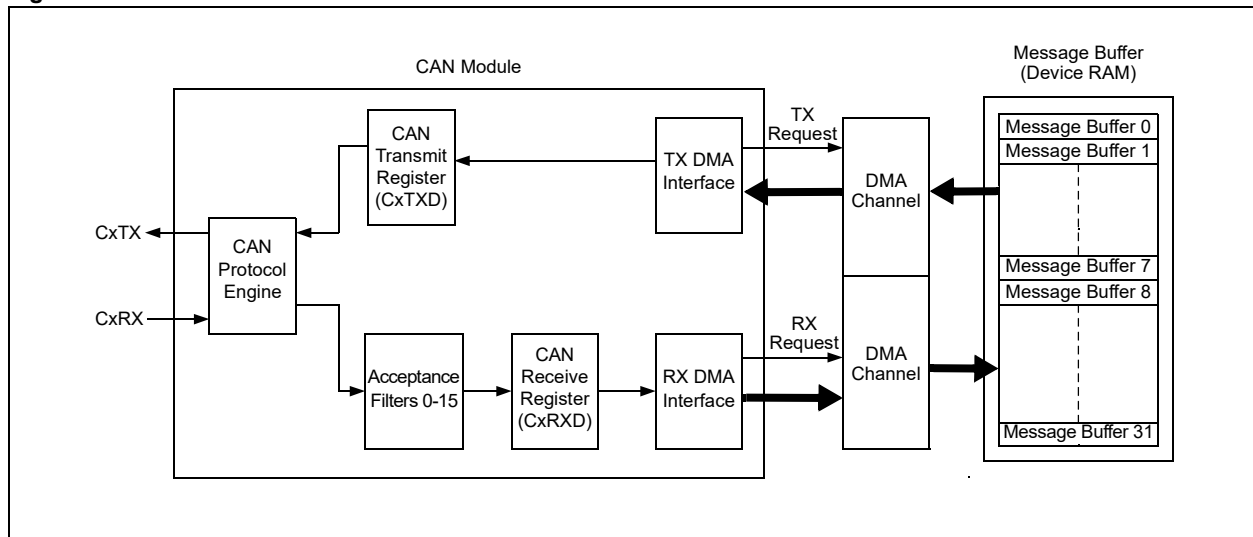 CAN Module
Message Buffer
(Device RAM)
CAN
Transmit
Register
(CxTXD)
TX DMA
Interface
TX
Request
DMA
Channel
Message Buffer 0
Message Buffer 1
CxTX
CxRX
CAN
Protocol
Engine
Message Buffer 7
Message Buffer 8
Acceptance
Filters 0-15
CAN
Receive
Register
(CxRXD)
RX DMA
Interface
RX
Request
DMA
Channel
Message Buffer 31